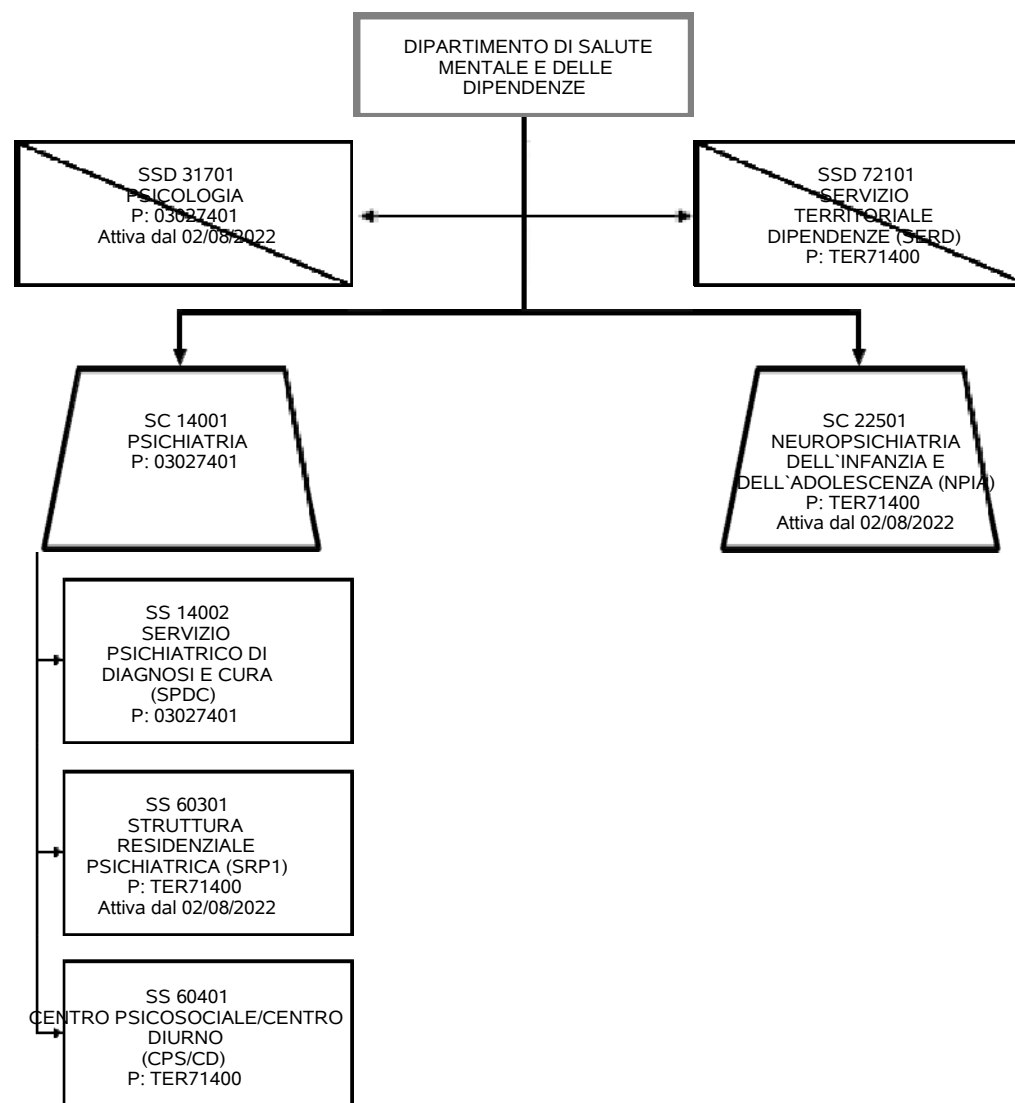 DIPARTIMENTO DI SALUTE
MENTALE E DELLE
DIPENDENZE
SSD 31701
PSICOLOGIA
P: 03027401
Attiva dal 02/08/2022
SSD 72101
SERVIZIO
TERRITORIALE
DIPENDENZE (SERD)
P: TER71400
SC 14001
PSICHIATRIA
P: 03027401
SC 22501
NEUROPSICHIATRIA
DELL`INFANZIA E
DELL`ADOLESCENZA (NPIA)
P: TER71400
Attiva dal 02/08/2022
SS 14002
SERVIZIO
PSICHIATRICO DI
DIAGNOSI E CURA
(SPDC)
P: 03027401
SS 60301
STRUTTURA
RESIDENZIALE
PSICHIATRICA (SRP1)
P: TER71400
Attiva dal 02/08/2022
SS 60401
CENTRO PSICOSOCIALE/CENTRO
DIURNO
(CPS/CD)
P: TER71400